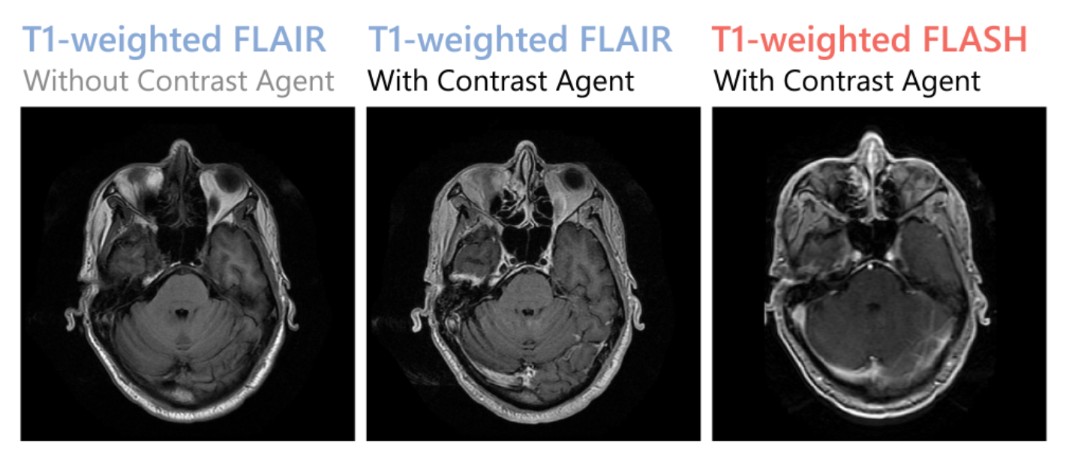 T1-weighted FLAIR
Without Contrast Agent
T1-weighted FLAIR
With Contrast Agent
T1-weighted FLASH
With Contrast Agent